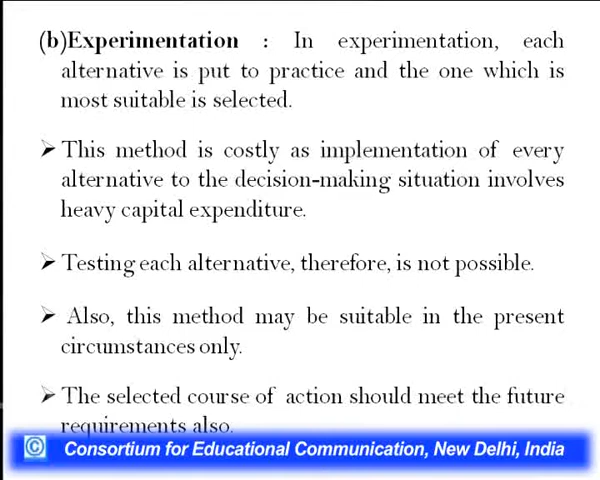 (b)Experimentation : In experimentation, each
alternative is put to practice and the one which is
most suitable is selected.
➤ This method is costly as implementation of every
alternative to the decision-making situation involves
heavy capital expenditure.
➤ Testing each alternative, therefore, is not possible.
➤ Also, this method may be suitable in the present
circumstances only.
➤ The selected course of action should meet the future
requirements also.
© Consortium for Educational Communication, New Delhi, India